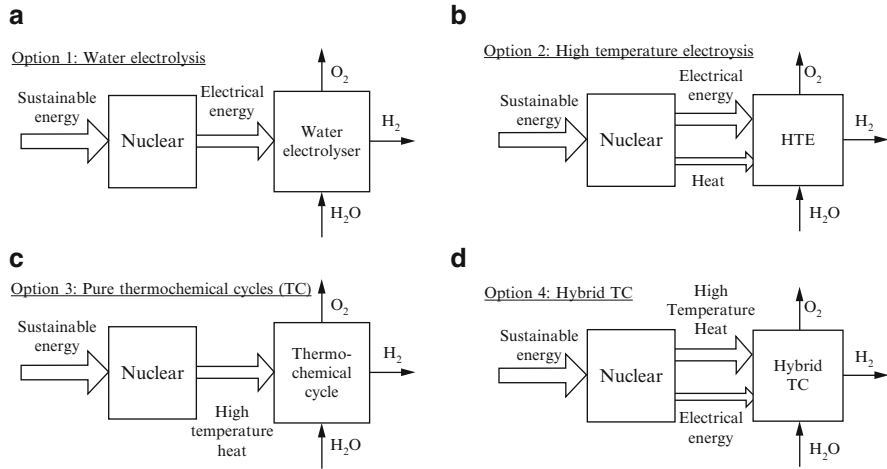 a
Option 1: Water electrolysis
Sustainable
energy
Nuclear
Electrical
energy
Water
electrolyser
O2
H2
H2O
b
Option 2: High temperature electroysis
Sustainable
energy
Nuclear
Electrical
energy
Heat
HTE
O2
H2
H2O
c
Option 3: Pure thermochemical cycles (TC)
Sustainable
energy
Nuclear
High
temperature
heat
Thermo-
chemical
cycle
O2
H2
H2O
d
Option 4: Hybrid TC
Sustainable
energy
Nuclear
High
Temperature
Heat
Electrical
energy
Hybrid
TC
O2
H2
H2O